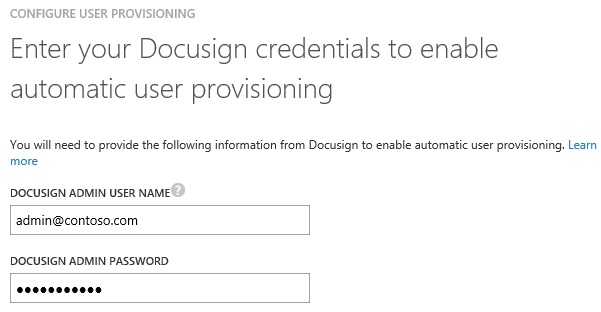 CONFIGURE USER PROVISIONING
Enter your Docusign credentials to enable
automatic user provisioning
You will need to provide the following information from Docusign to enable automatic user provisioning. Learn
more
DOCUSIGN ADMIN USER NAME ?
admin@contoso.com
DOCUSIGN ADMIN PASSWORD
●●●●●●●●●●●